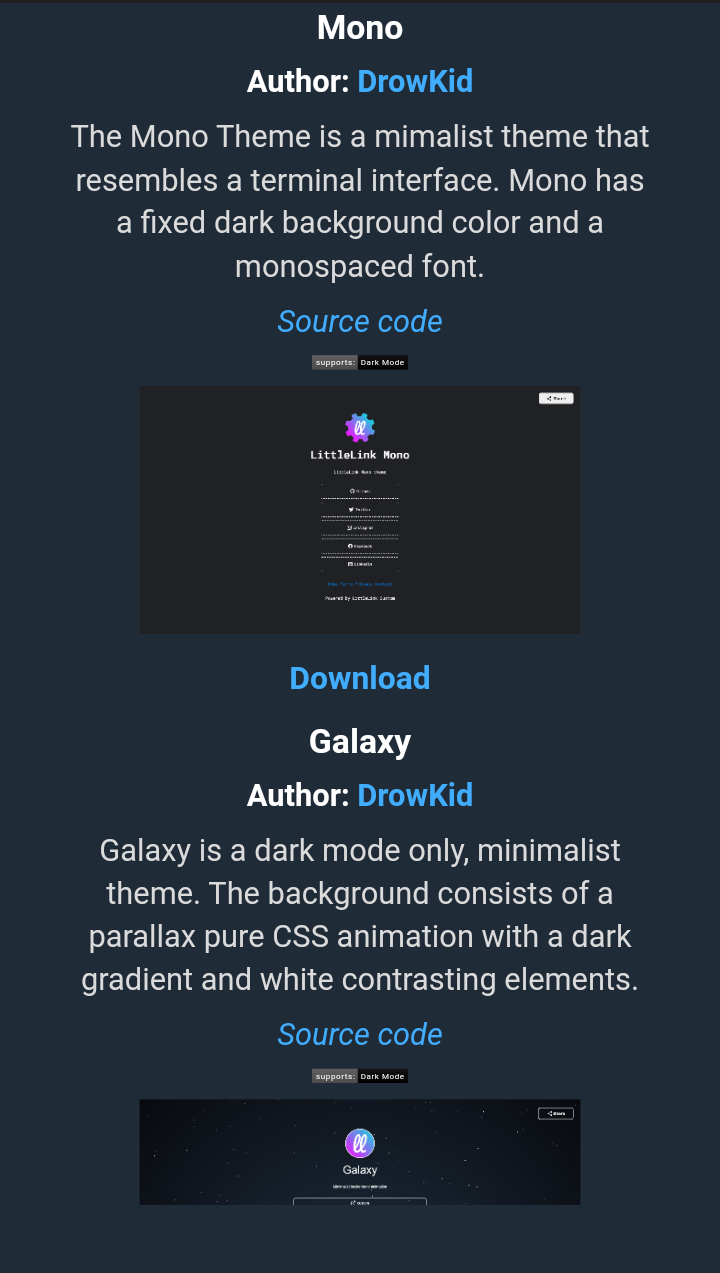 Mono
Author: DrowKid
The Mono Theme is a mimalist theme that
resembles a terminal interface. Mono has
a fixed dark background color and a
monospaced font.
Source code
supports: Dark Mode
Share
LittleLink Mono
LittleLink Mono theme
Github
Twitter
Instagram
Facebook
LinkedIn
Home Terms Privacy Contact
Powered by LittleLink Custom
Download
Galaxy
Author: DrowKid
Galaxy is a dark mode only, minimalist
theme. The background consists of a
parallax pure CSS animation with a dark
gradient and white contrasting elements.
Source code
supports: Dark Mode
Share
Galaxy